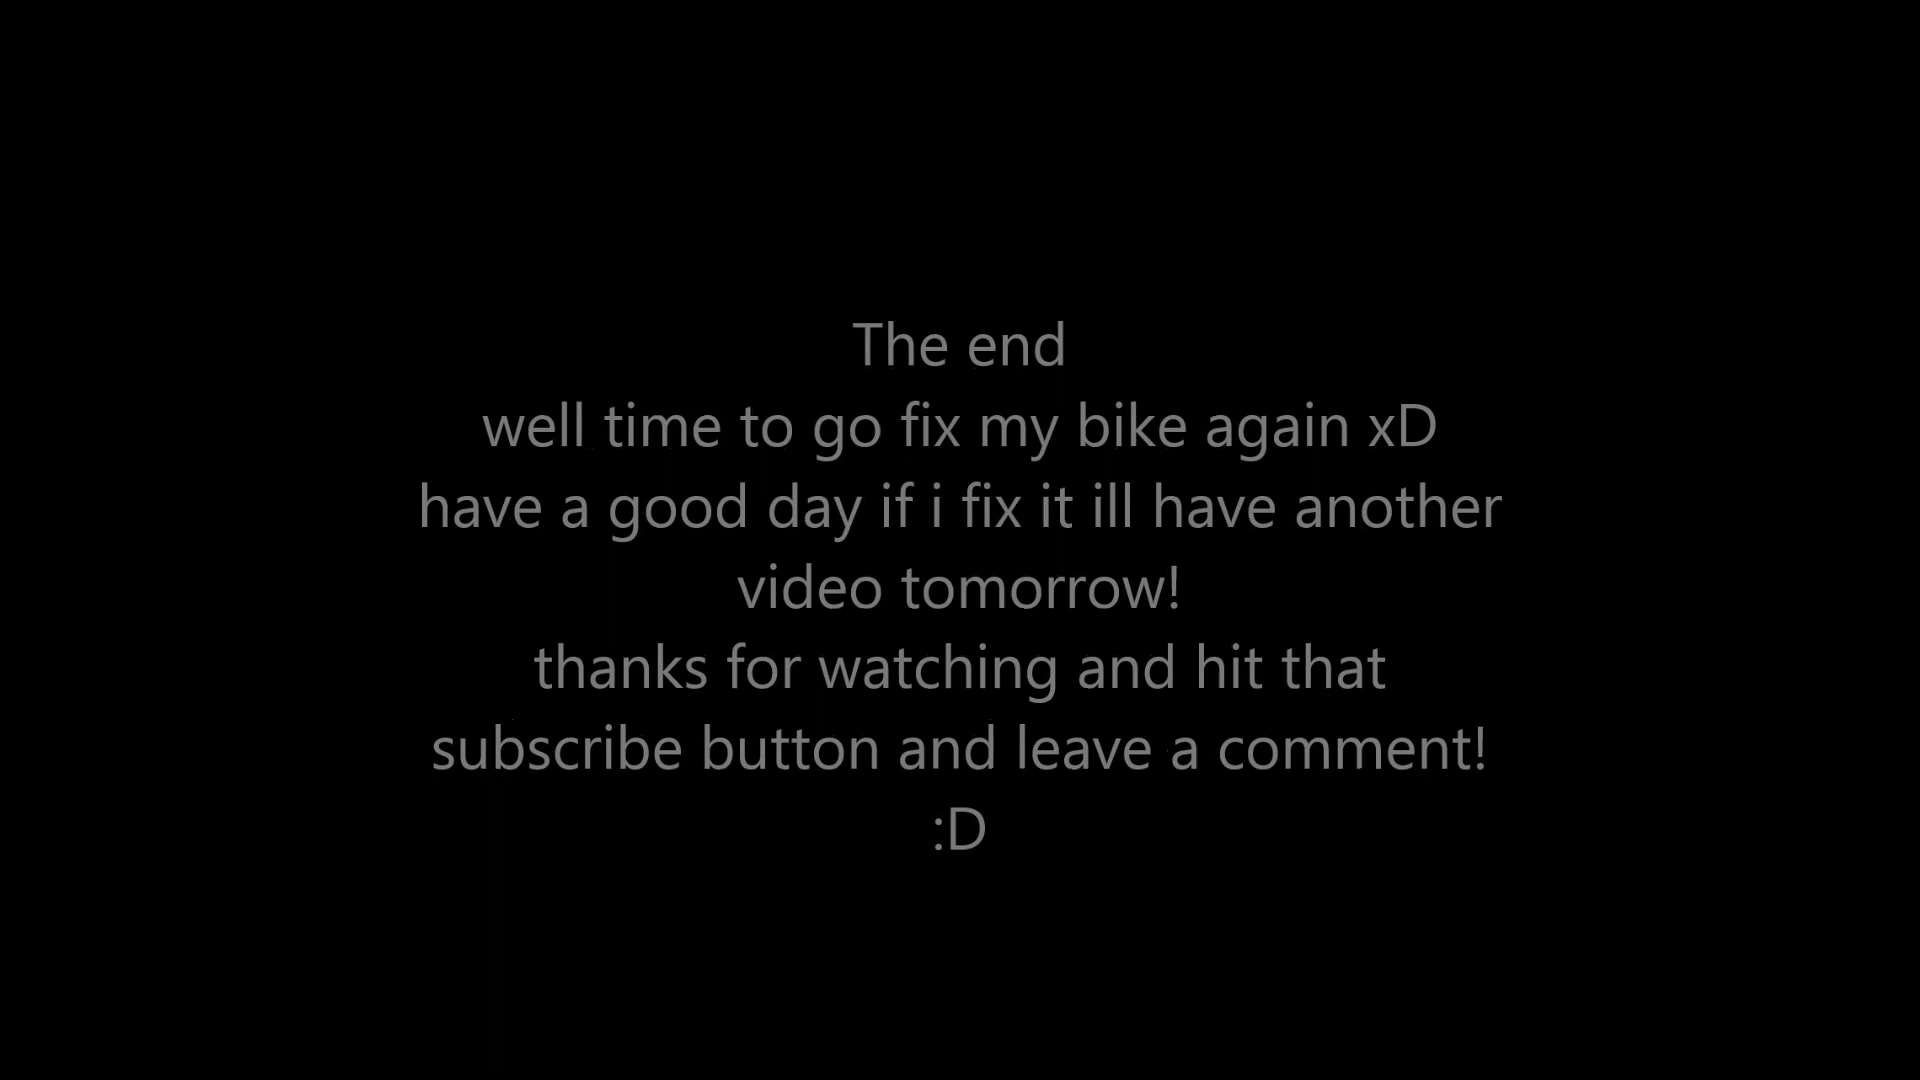 The end
well time to go fix my bike again xD
have a good day if i fix it ill have another
video tomorrow!
thanks for watching and hit that
subscribe button and leave a comment!
:D